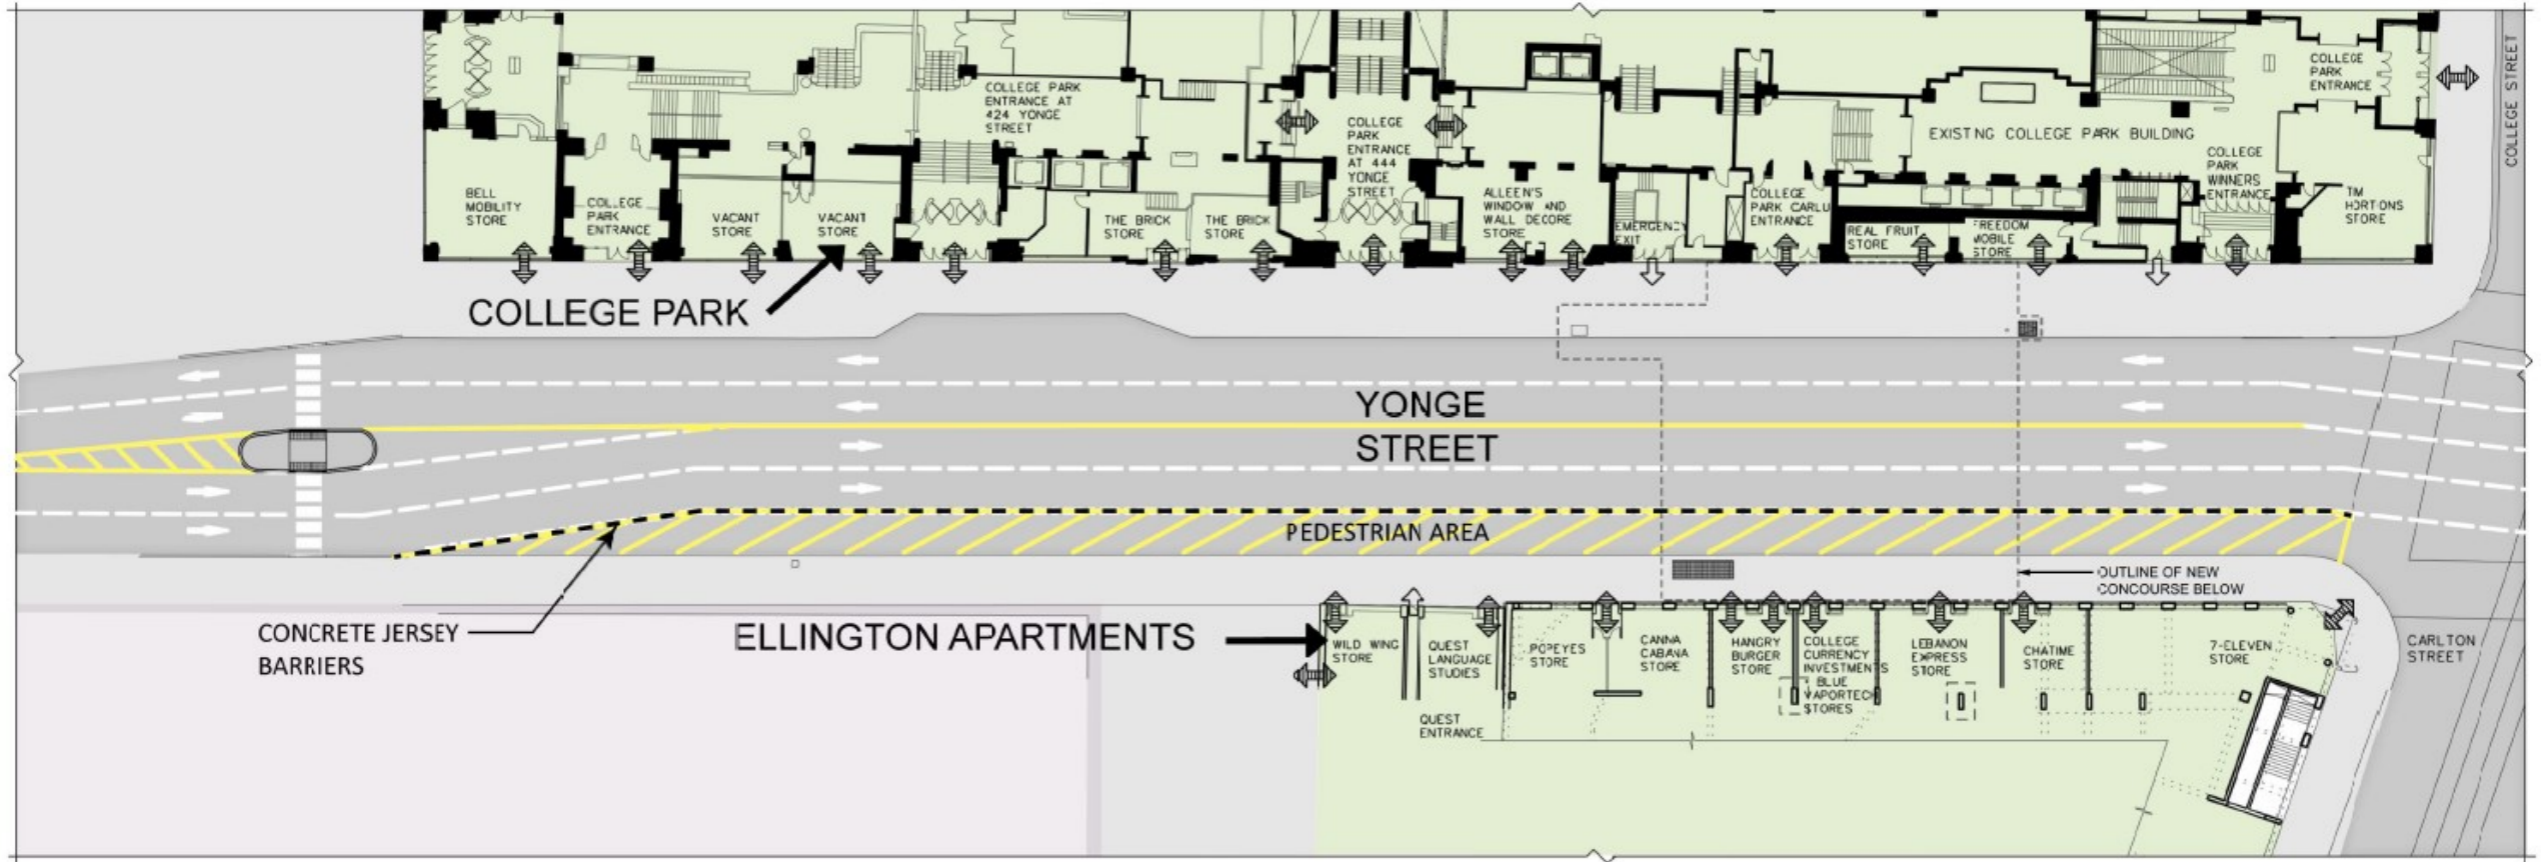 COLLEGE STREET
COLLEGE
PARK
ENTRANCE
COLLEGE PARK
ENTRANCE AT
424 YONGE
STREET
COLLEGE
PARK
ENTRANCE
AT 444
YONGE
STREET
EXISTNG COLLEGE PARK BUILDING
COLLEGE
PARK
WINNERS
ENTRANCE
BELL
MOBILITY
STORE
COLLEGE
PARK
ENTRANCE
VACANT
STORE
VACANT
STORE
THE BRICK
STORE
THE BRICK
STORE
ALLEEN'S
WINDOW AND
WALL DECORE
STORE
EMERGENCY
EXIT
COLLEGE
PARK CARLU
ENTRANCE
REAL FRUIT
STORE
FREEDOM
MOBILE
STORE
TIM
HORTONS
STORE
COLLEGE PARK
YONGE
STREET
PEDESTRIAN AREA
OUTLINE OF NEW
CONCOURSE BELOW
CONCRETE JERSEY
BARRIERS
ELLINGTON APARTMENTS
WILD WING
STORE
QUEST
LANGUAGE
STUDIES
QUEST
ENTRANCE
POPEYES
STORE
CANNA
CABANA
STORE
HANGRY
BURGER
STORE
COLLEGE
CURRENCY
INVESTMENTS
BLUE
VAPORTECH
STORES
LEBANON
EXPRESS
STORE
CHATIME
STORE
7-ELEVEN
STORE
CARLTON
STREET